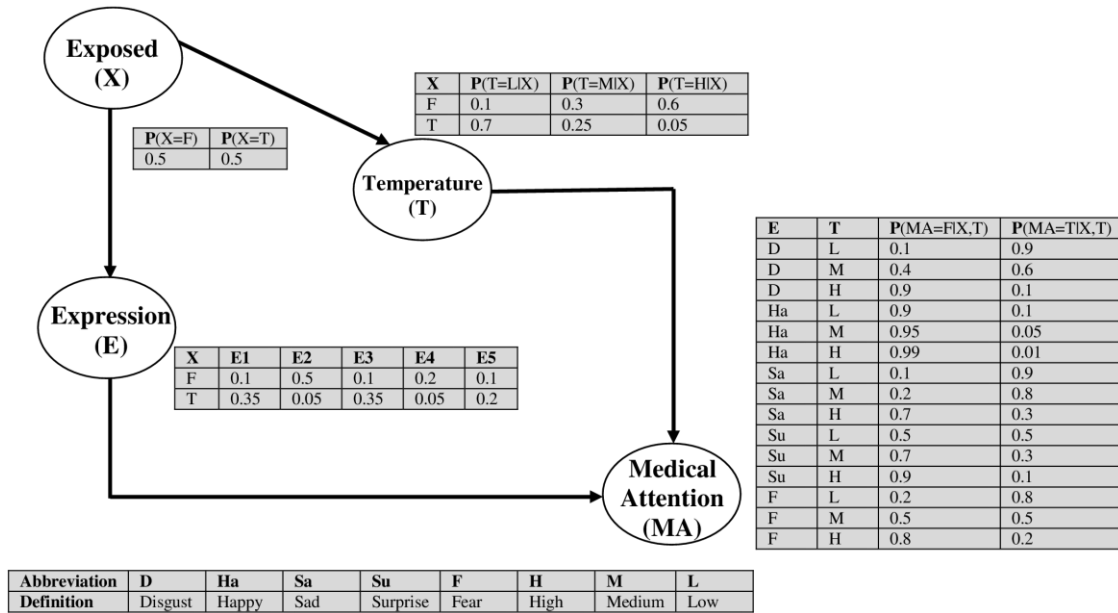 Exposed
(X)
X P(T=L|X) P(T=M|X) P(T=H|X)
F 0.1 0.3 0.6
T 0.7 0.25 0.05
P(X=F) P(X=T)
0.5 0.5
Temperature
(T)
E T P(MA=F|X,T) P(MA=T|X,T)
D L 0.1 0.9
D M 0.4 0.6
D H 0.9 0.1
Ha L 0.9 0.1
Ha M 0.95 0.05
Ha H 0.99 0.01
Sa L 0.1 0.9
Sa M 0.2 0.8
Sa H 0.7 0.3
Su L 0.5 0.5
Su M 0.7 0.3
Su H 0.9 0.1
F L 0.2 0.8
F M 0.5 0.5
F H 0.8 0.2
Expression
(E)
X E1 E2 E3 E4 E5
F 0.1 0.5 0.1 0.2 0.1
T 0.35 0.05 0.35 0.05 0.2
Medical
Attention
(MA)
Abbreviation D Ha Sa Su F H M L
Definition Disgust Happy Sad Surprise Fear High Medium Low